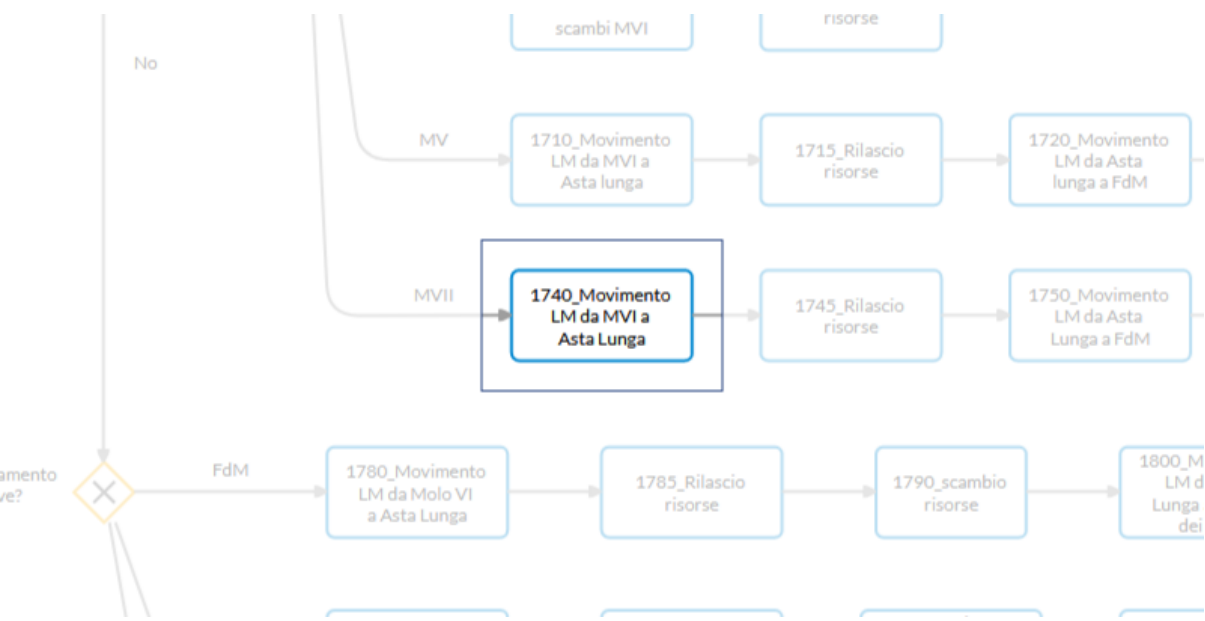 scambi MVI
risorse
No
MV
1710_Movimento
LM da MVI a
Asta lunga
1715_Rilascio
risorse
1720_Movimento
LM da Asta
lunga a FdM
MVII
1740_Movimento
LM da MVI a
Asta Lunga
1745_Rilascio
risorse
1750_Movimento
LM da Asta
Lunga a FdM
amento
ve?
FdM
1780_Movimento
LM da Molo VI
a Asta Lunga
1785_Rilascio
risorse
1790_scambio
risorse
1800_M
LM d
Lunga
dei